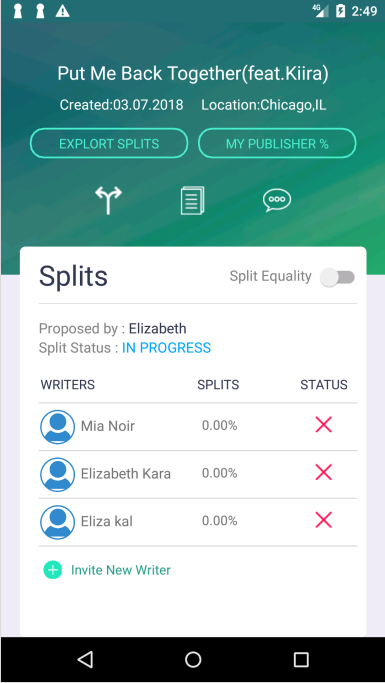 4G 2:49
Put Me Back Together(feat.Kiira)
Created:03.07.2018 Location:Chicago,IL
EXPLORT SPLITS MY PUBLISHER %
Splits Split Equality
Proposed by : Elizabeth
Split Status : IN PROGRESS
WRITERS SPLITS STATUS
Mia Noir 0.00%
Elizabeth Kara 0.00%
Eliza kal 0.00%
Invite New Writer